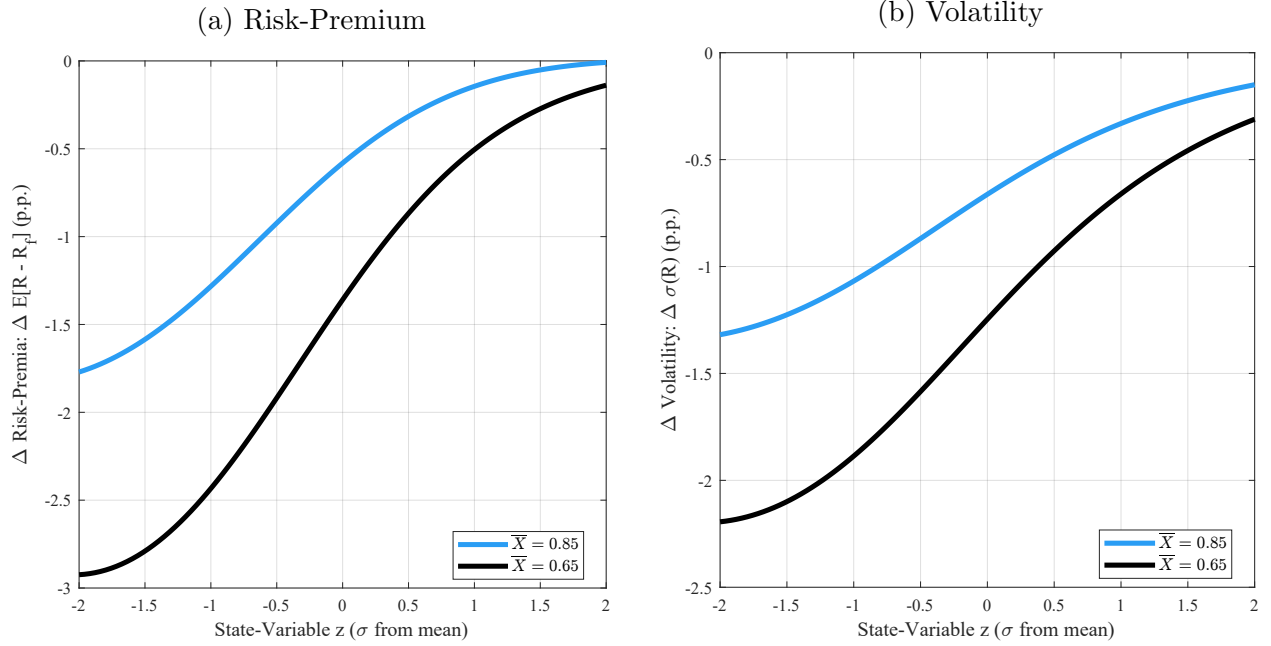 (a) Risk-Premium
0
-0.5
-1
-1.5
-2
-2.5
-3
Δ Risk-Premia: Δ E[R - R_f] (p.p.)
-2 -1.5 -1 -0.5 0 0.5 1 1.5 2
State-Variable z (σ from mean)
X̅ = 0.85
X̅ = 0.65
(b) Volatility
0
-0.5
-1
-1.5
-2
-2.5
Δ Volatility: Δ σ(R) (p.p.)
-2 -1.5 -1 -0.5 0 0.5 1 1.5 2
State-Variable z (σ from mean)
X̅ = 0.85
X̅ = 0.65